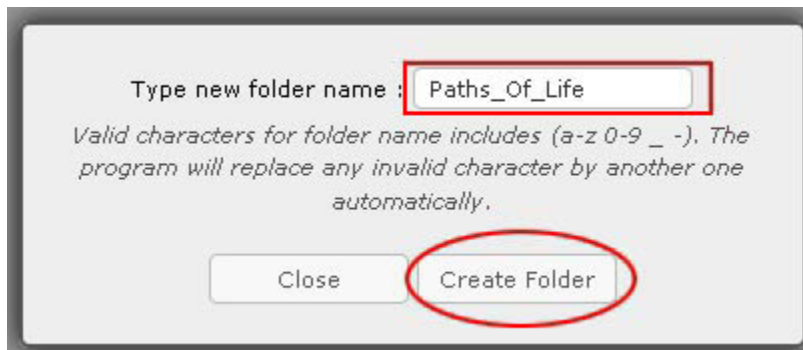 Type new folder name : Paths_Of_Life
Valid characters for folder name includes (a-z 0-9 _ -). The
program will replace any invalid character by another one
automatically.
Close Create Folder